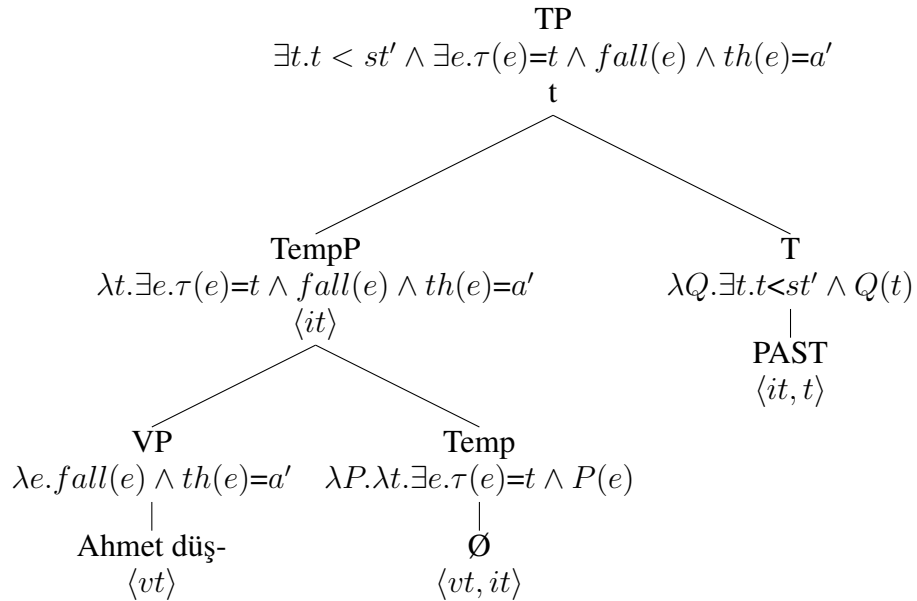 TP
∃t.t < st′ ∧ ∃e.τ(e)=t ∧ fall(e) ∧ th(e)=a′
t
TempP T
λt.∃e.τ(e)=t ∧ fall(e) ∧ th(e)=a′ λQ.∃t.t<st′ ∧ Q(t)
⟨it⟩ PAST
⟨it, t⟩
VP Temp
λe.fall(e) ∧ th(e)=a′ λP.λt.∃e.τ(e)=t ∧ P(e)
Ahmet düş- Ø
⟨vt⟩ ⟨vt, it⟩